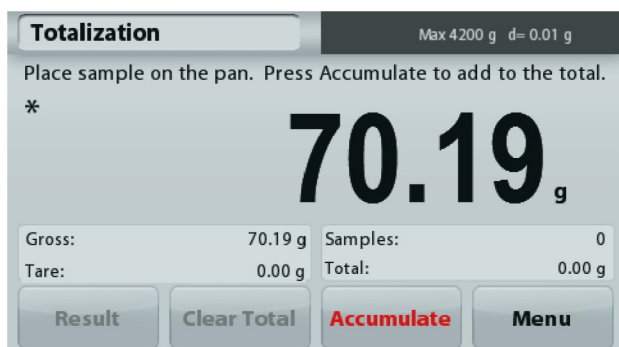 Totalization
Max 4200 g d= 0.01 g
Place sample on the pan. Press Accumulate to add to the total.
*
70.19 g
Gross: 70.19 g Samples: 0
Tare: 0.00 g Total: 0.00 g
Result Clear Total Accumulate Menu